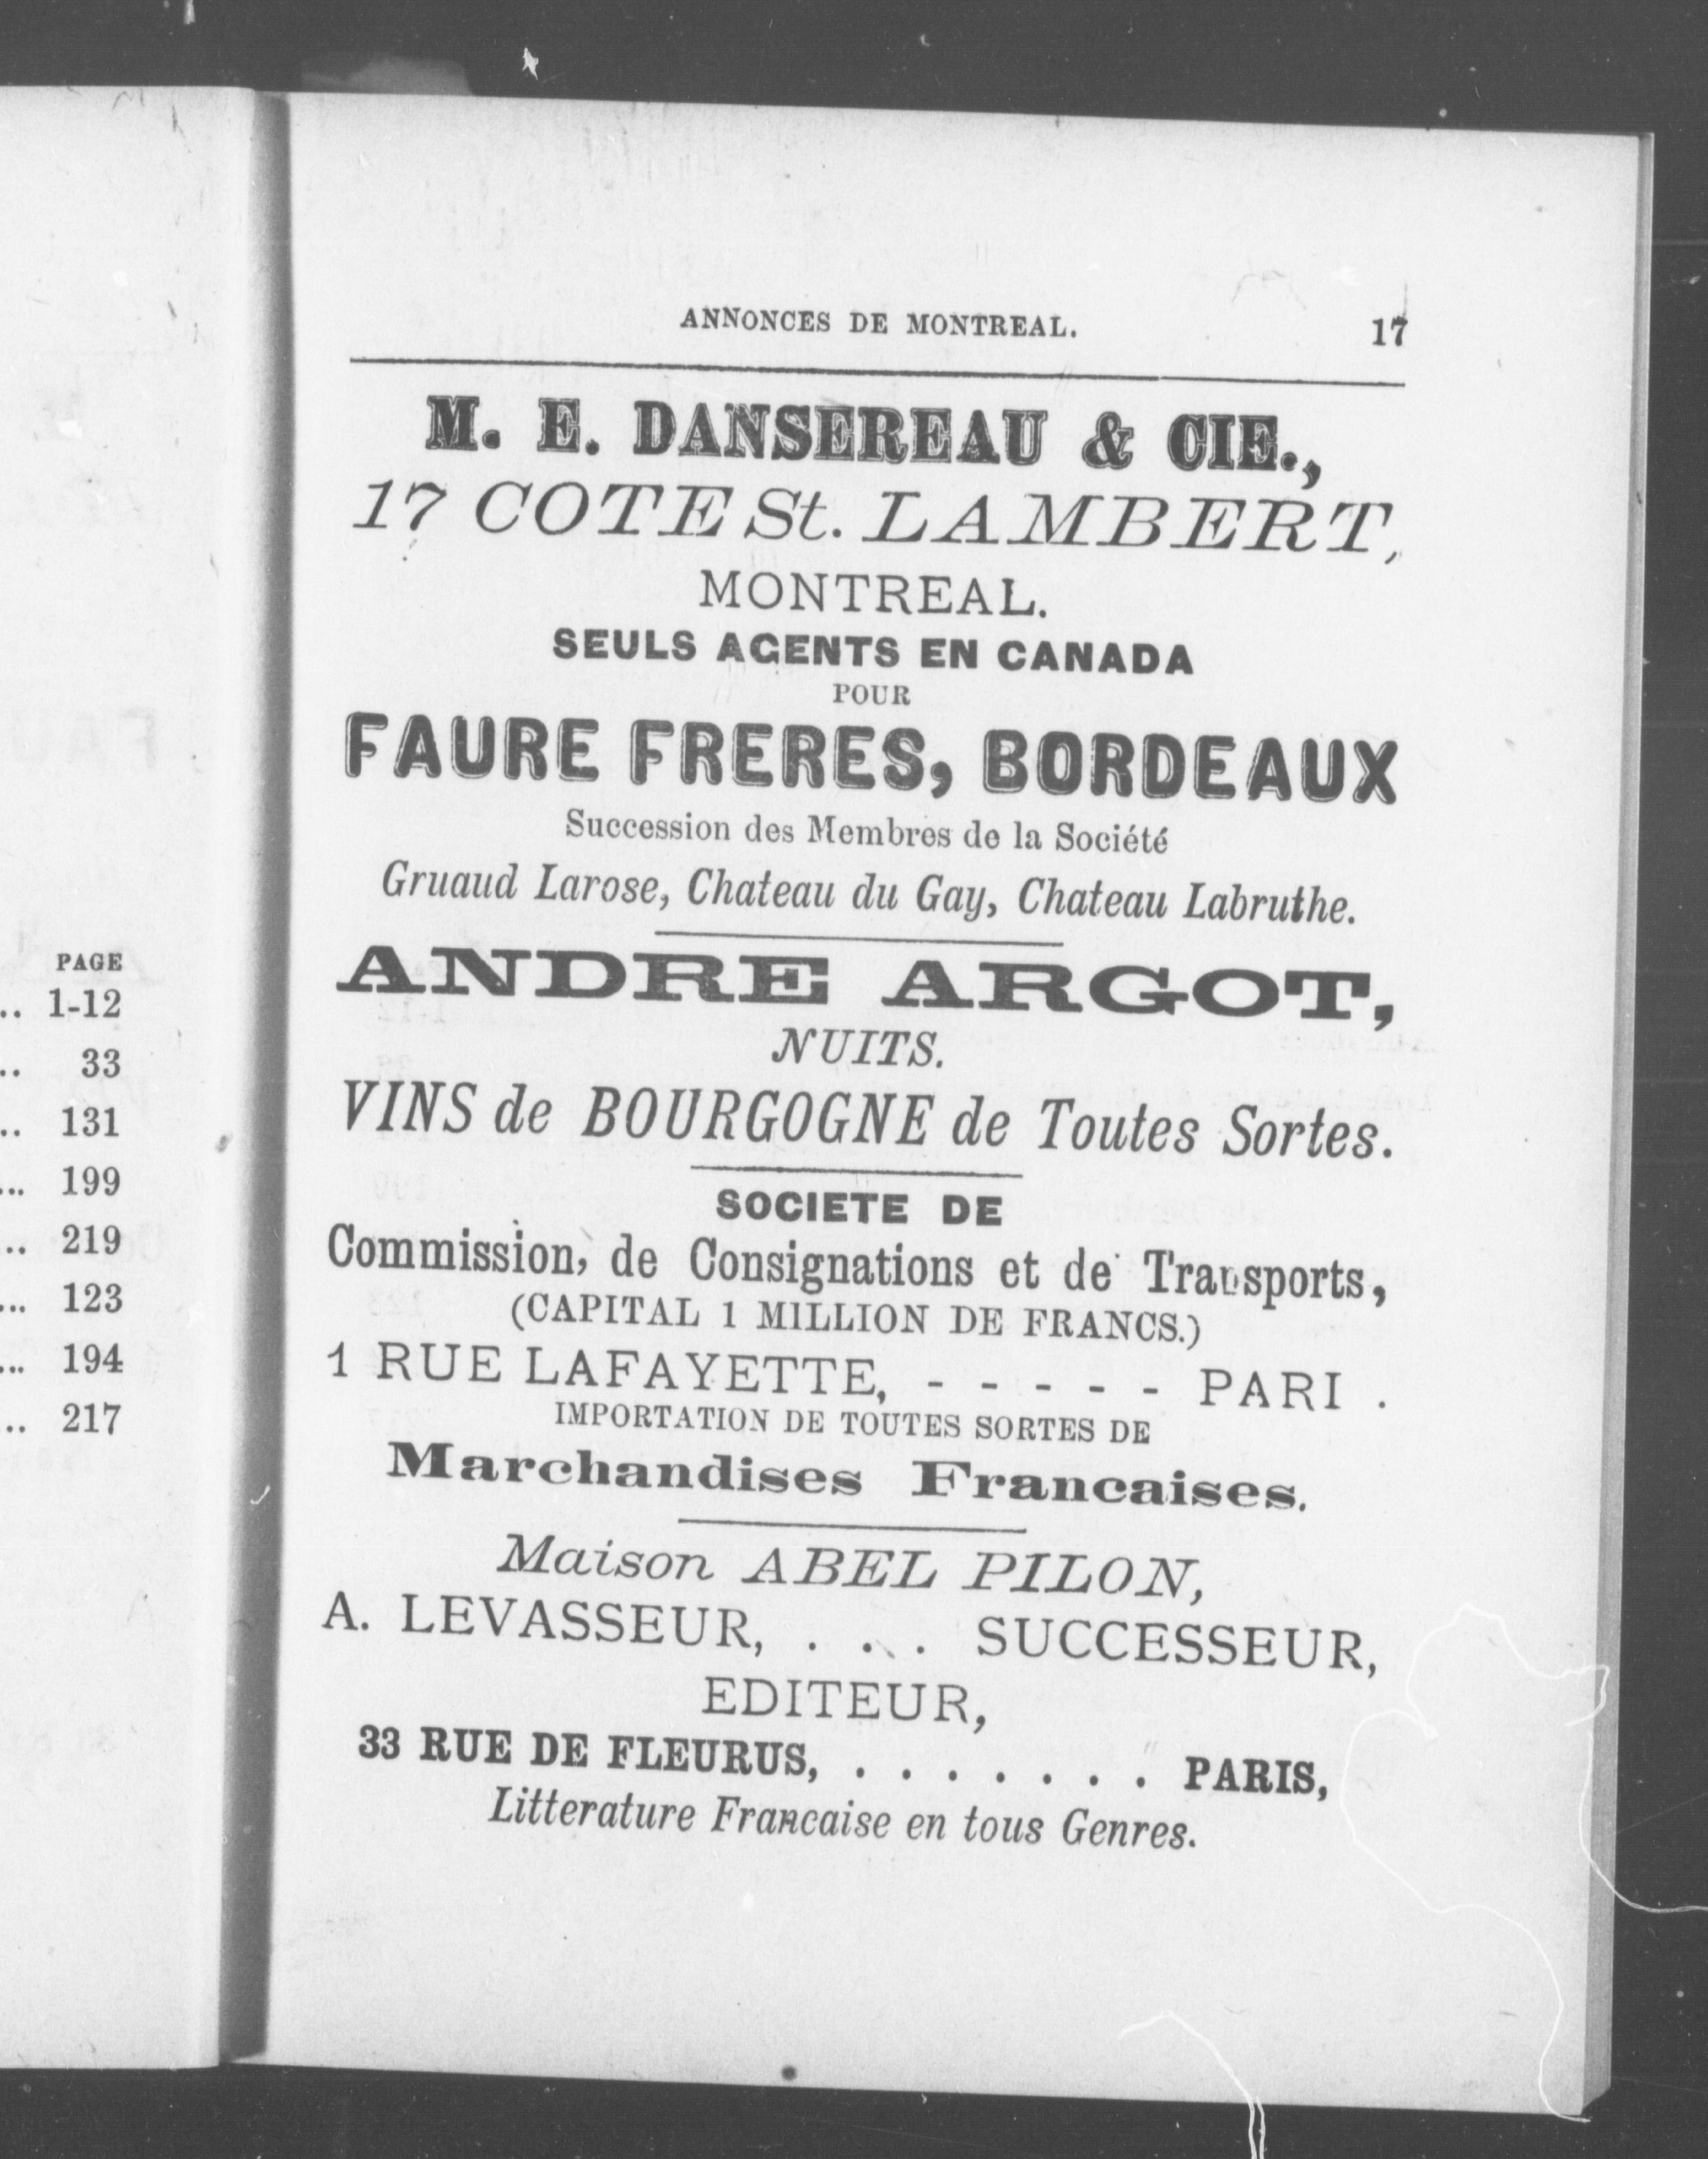 PAGE
.. 1-12
.. 33
.. 131
... 199
.. 219
... 123
... 194
.. 217
ANNONCES DE MONTREAL. 17
M. E. DANSEREAU & CIE.,
17 COTE St. LAMBERT,
MONTREAL.
SEULS AGENTS EN CANADA
POUR
FAURE FRERES, BORDEAUX
Succession des Membres de la Société
Gruaud Larose, Chateau du Gay, Chateau Labruthe.
ANDRE ARGOT,
NUITS.
VINS de BOURGOGNE de Toutes Sortes.
SOCIETE DE
Commission, de Consignations et de Transports,
(CAPITAL 1 MILLION DE FRANCS.)
1 RUE LAFAYETTE, - - - - - PARI .
IMPORTATION DE TOUTES SORTES DE
Marchandises Francaises.
Maison ABEL PILON,
A. LEVASSEUR, . . . SUCCESSEUR,
EDITEUR,
33 RUE DE FLEURUS, . . . . . . . PARIS,
Litterature Francaise en tous Genres.